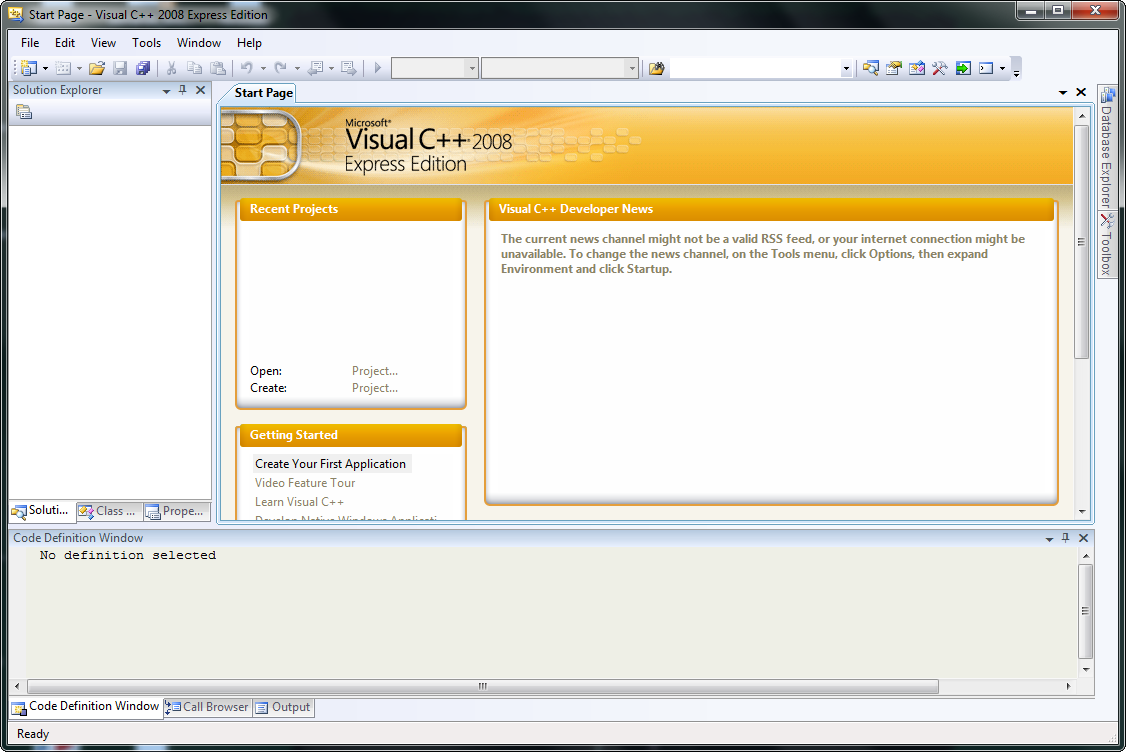 Start Page - Visual C++ 2008 Express Edition
File Edit View Tools Window Help
Solution Explorer
Start Page
Microsoft®
Visual C++ 2008
Express Edition
Recent Projects
Open: Project...
Create: Project...
Getting Started
Create Your First Application
Video Feature Tour
Learn Visual C++
Develop Native Windows Applicati
Visual C++ Developer News
The current news channel might not be a valid RSS feed, or your internet connection might be
unavailable. To change the news channel, on the Tools menu, click Options, then expand
Environment and click Startup.
Database Explorer
Toolbox
Soluti... Class ... Prope...
Code Definition Window
No definition selected
Code Definition Window Call Browser Output
Ready